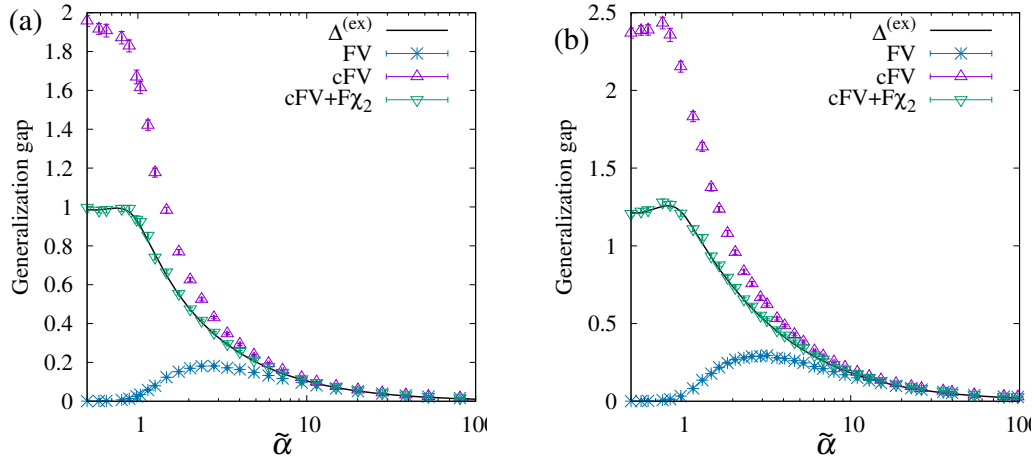 (a)
Δ(ex)
FV
cFV
cFV+Fχ2
Generalization gap
2
1.8
1.6
1.4
1.2
1
0.8
0.6
0.4
0.2
0
1
10
100
α̃
(b)
Δ(ex)
FV
cFV
cFV+Fχ2
Generalization gap
2.5
2
1.5
1
0.5
0
1
10
100
α̃